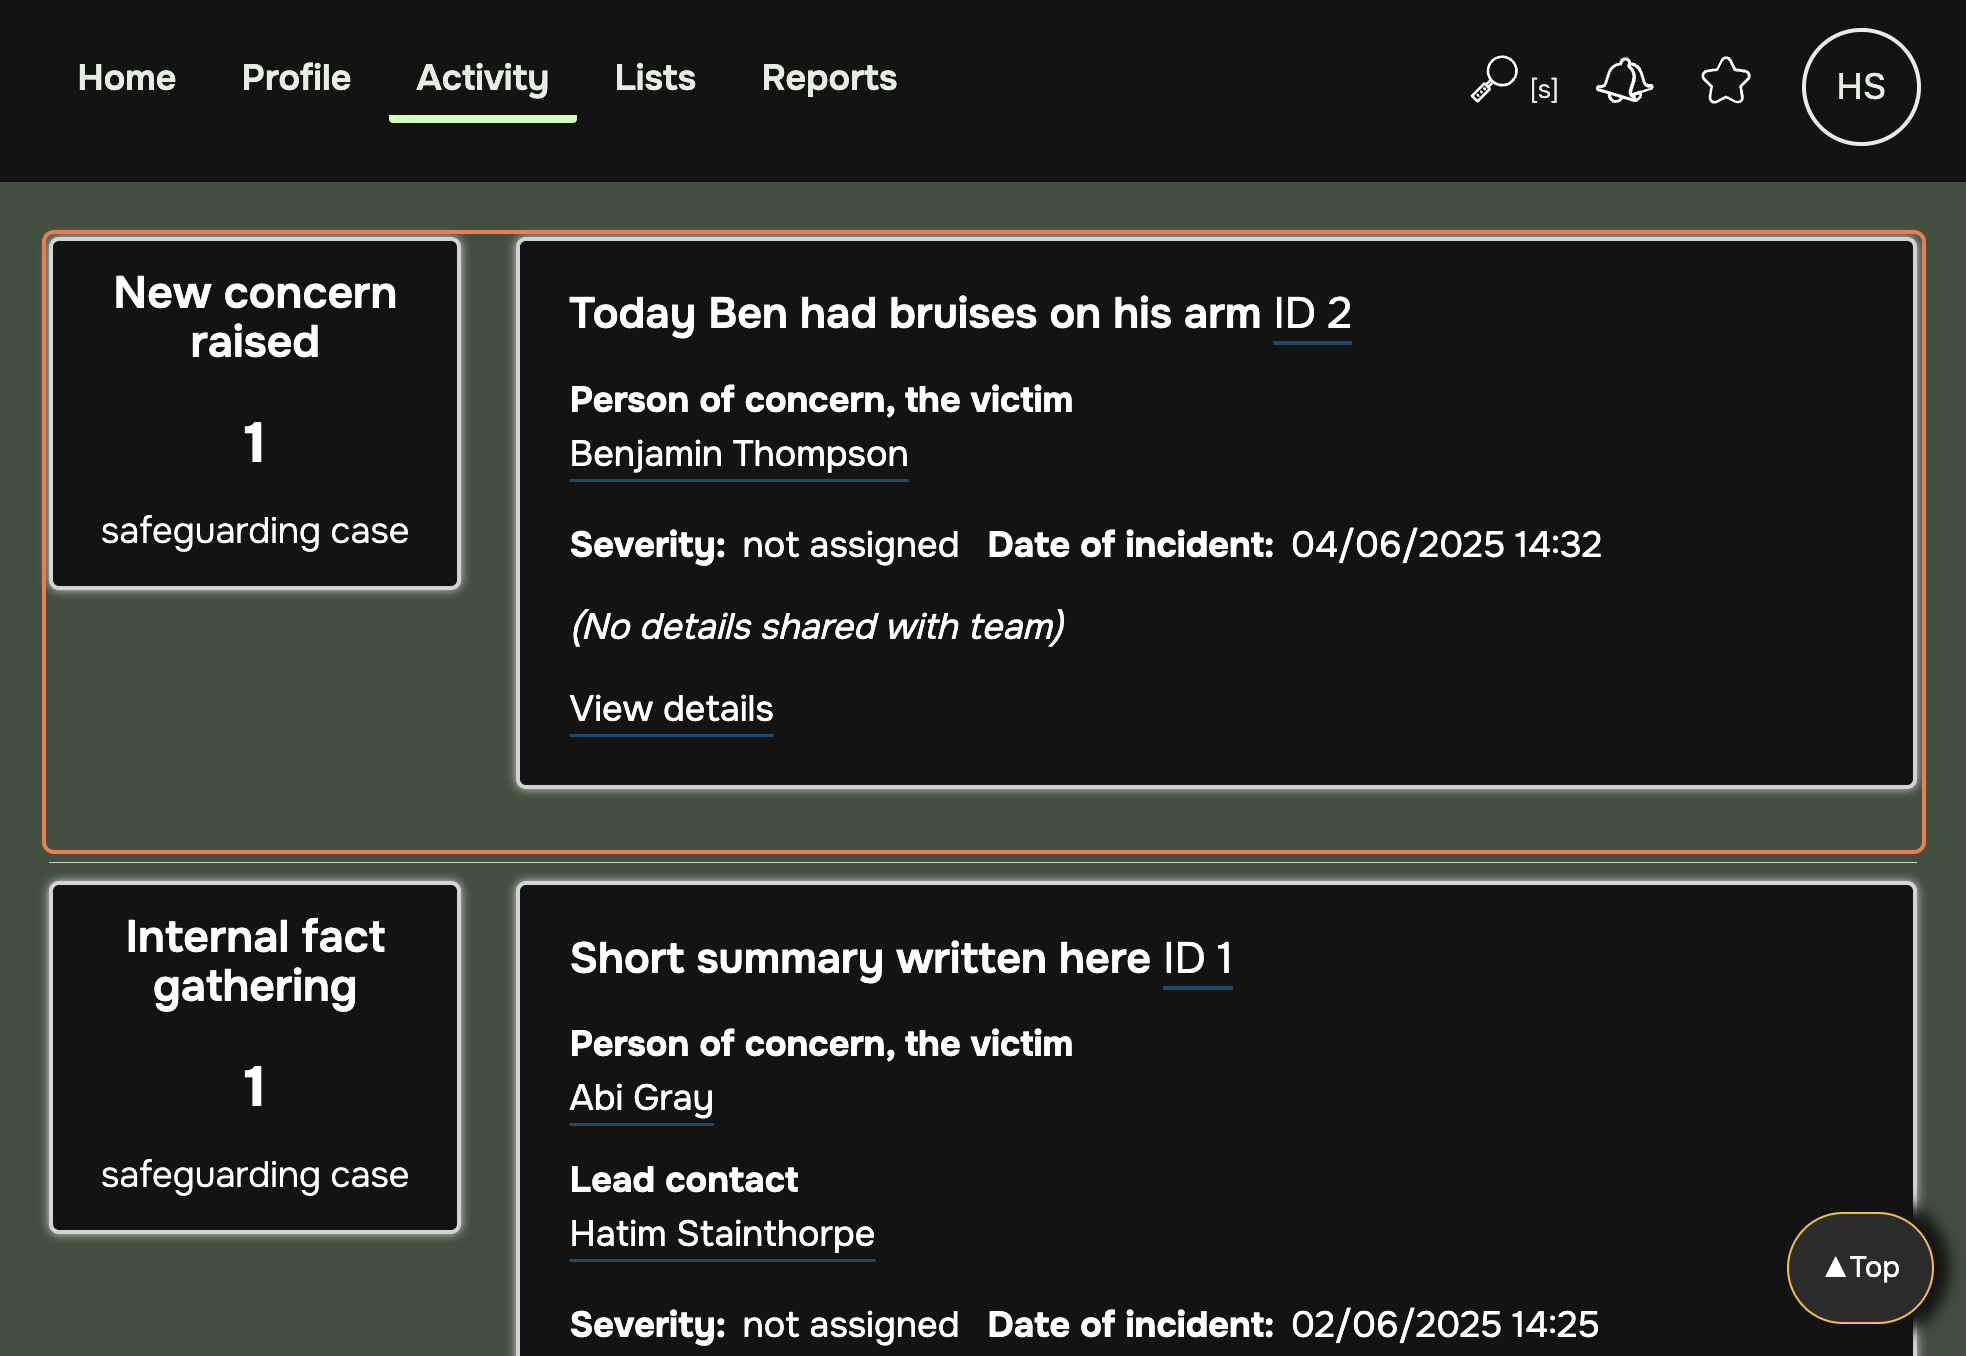 Home Profile Activity Lists Reports [s] HS
New concern
raised
1
safeguarding case
Today Ben had bruises on his arm ID 2
Person of concern, the victim
Benjamin Thompson
Severity: not assigned Date of incident: 04/06/2025 14:32
(No details shared with team)
View details
Internal fact
gathering
1
safeguarding case
Short summary written here ID 1
Person of concern, the victim
Abi Gray
Lead contact
Hatim Stainthorpe
Severity: not assigned Date of incident: 02/06/2025 14:25
▲Top